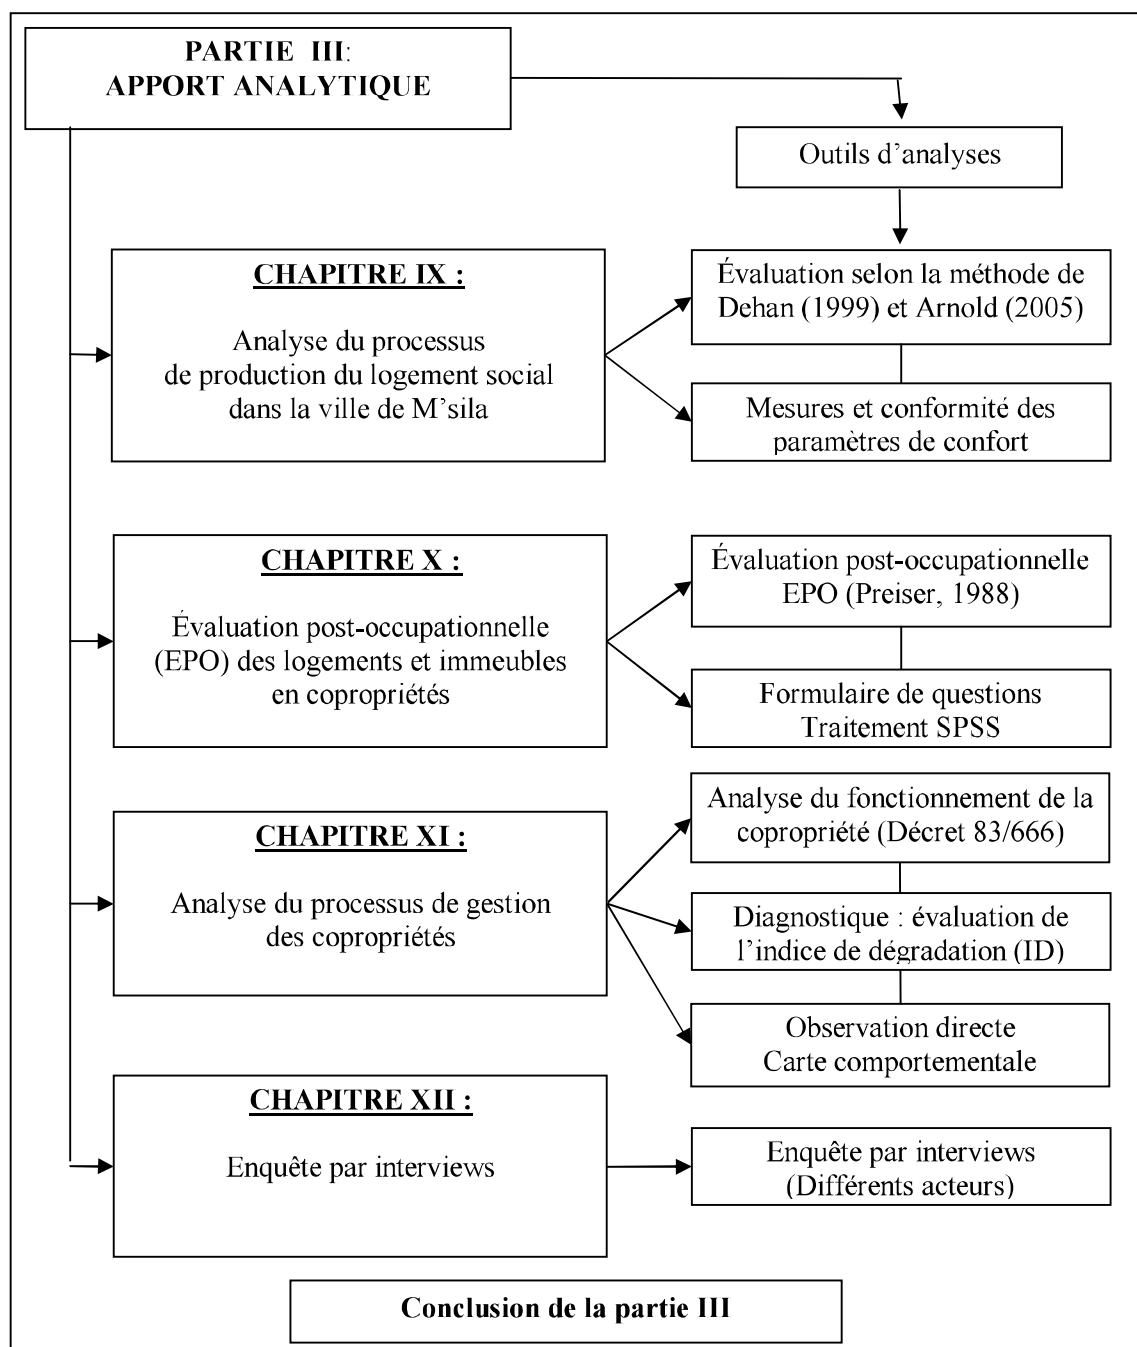 PARTIE III:
APPORT ANALYTIQUE
Outils d'analyses
CHAPITRE IX :
Analyse du processus
de production du logement social
dans la ville de M'sila
Évaluation selon la méthode de
Dehan (1999) et Arnold (2005)
Mesures et conformité des
paramètres de confort
CHAPITRE X :
Évaluation post-occupationnelle
(EPO) des logements et immeubles
en copropriétés
Évaluation post-occupationnelle
EPO (Preiser, 1988)
Formulaire de questions
Traitement SPSS
CHAPITRE XI :
Analyse du processus de gestion
des copropriétés
Analyse du fonctionnement de la
copropriété (Décret 83/666)
Diagnostique : évaluation de
l'indice de dégradation (ID)
Observation directe
Carte comportementale
CHAPITRE XII :
Enquête par interviews
Enquête par interviews
(Différents acteurs)
Conclusion de la partie III